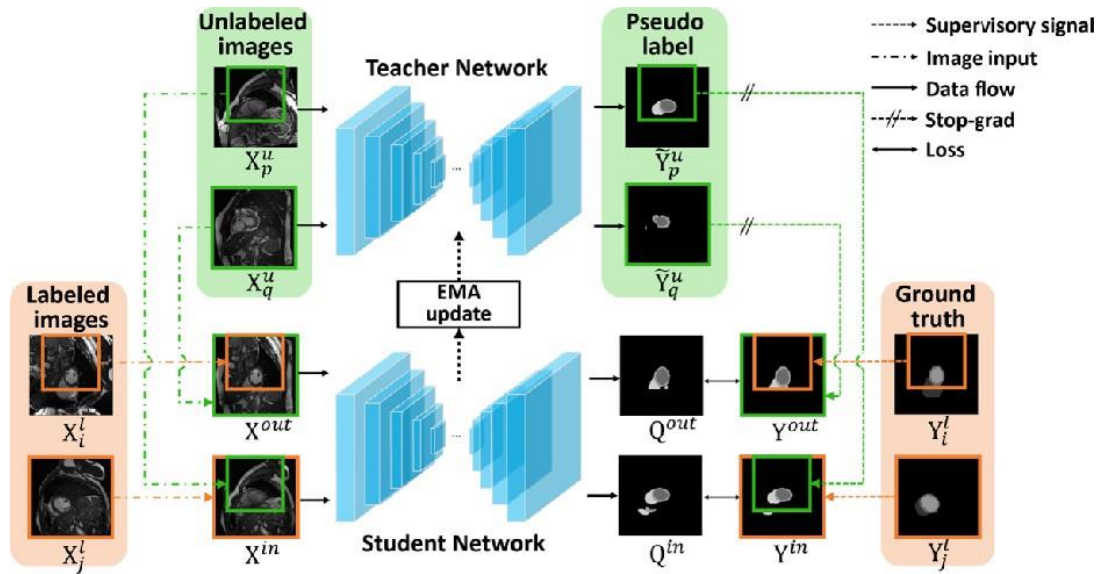 Unlabeled
images
Teacher Network
Pseudo
label
Supervisory signal
Image input
Data flow
Stop-grad
Loss
X_p^u
Ỹ_p^u
...
X_q^u
Ỹ_q^u
Labeled
images
EMA
update
Ground
truth
...
X_i^l
X^out
Q^out
Y^out
Y_i^l
X_j^l
X^in
Student Network
Q^in
Y^in
Y_j^l